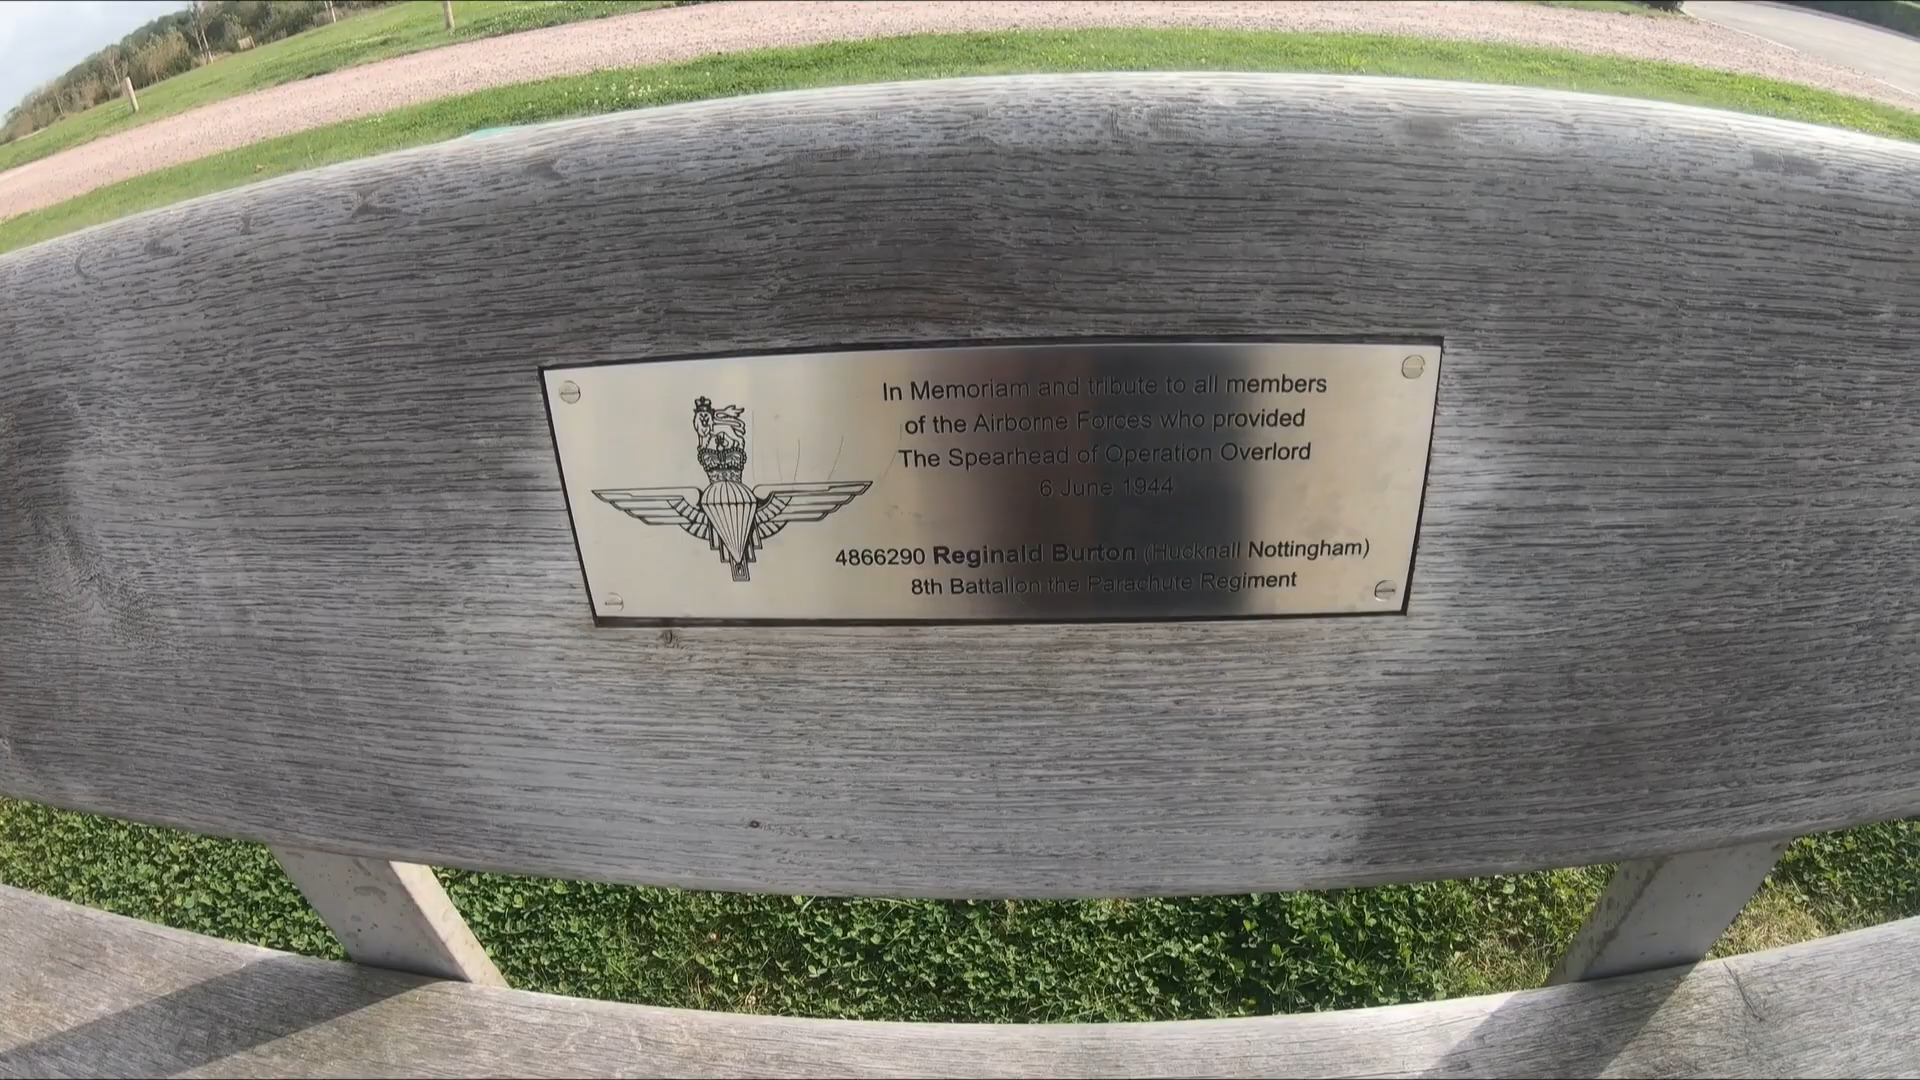 In Memoriam and tribute to all members
of the Airborne Forces who provided
The Spearhead of Operation Overlord
6 June 1944
4866290 Reginald Burton (Hucknall Nottingham)
8th Battalion the Parachute Regiment